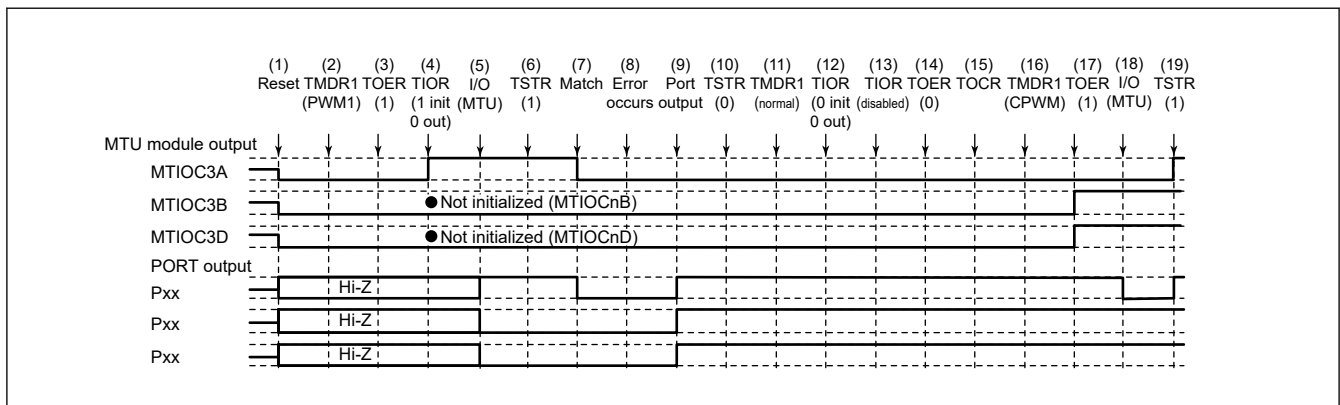 (1) (2) (3) (4) (5) (6) (7) (8) (9) (10) (11) (12) (13) (14) (15) (16) (17) (18) (19)
Reset TMDR1 TOER TIOR I/O TSTR Match Error Port TSTR TMDR1 TIOR TIOR TOER TOCR TMDR1 TOER I/O TSTR
(PWM1) (1) (1 init (MTU) (1) occurs output (0) (normal) (0 init (disabled) (0) (CPWM) (1) (MTU) (1)
0 out) 0 out)
MTU module output
MTIOC3A
MTIOC3B ●Not initialized (MTIOCnB)
MTIOC3D ●Not initialized (MTIOCnD)
PORT output
Pxx Hi-Z
Pxx Hi-Z
Pxx Hi-Z